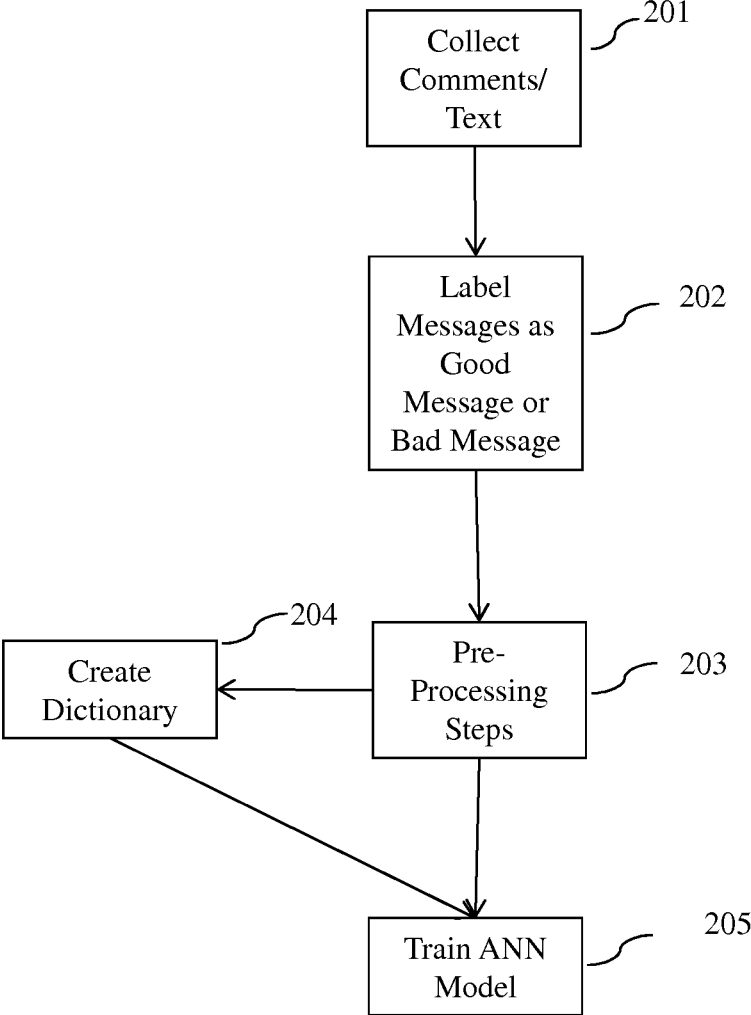 201
Collect
Comments/
Text
202
Label
Messages as
Good
Message or
Bad Message
204
Create
Dictionary
203
Pre-
Processing
Steps
205
Train ANN
Model